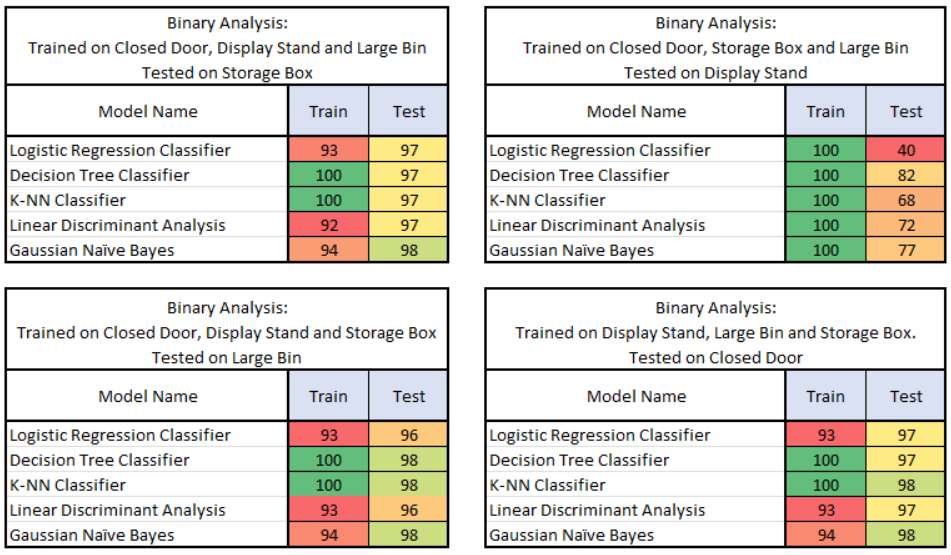 Binary Analysis:
Trained on Closed Door, Display Stand and Large Bin
Tested on Storage Box
Model Name Train Test
Logistic Regression Classifier 93 97
Decision Tree Classifier 100 97
K-NN Classifier 100 97
Linear Discriminant Analysis 92 97
Gaussian Naïve Bayes 94 98
Binary Analysis:
Trained on Closed Door, Storage Box and Large Bin
Tested on Display Stand
Model Name Train Test
Logistic Regression Classifier 100 40
Decision Tree Classifier 100 82
K-NN Classifier 100 68
Linear Discriminant Analysis 100 72
Gaussian Naïve Bayes 100 77
Binary Analysis:
Trained on Closed Door, Display Stand and Storage Box
Tested on Large Bin
Model Name Train Test
Logistic Regression Classifier 93 96
Decision Tree Classifier 100 98
K-NN Classifier 100 98
Linear Discriminant Analysis 93 96
Gaussian Naïve Bayes 94 98
Binary Analysis:
Trained on Display Stand, Large Bin and Storage Box.
Tested on Closed Door
Model Name Train Test
Logistic Regression Classifier 93 97
Decision Tree Classifier 100 97
K-NN Classifier 100 98
Linear Discriminant Analysis 93 97
Gaussian Naïve Bayes 94 98